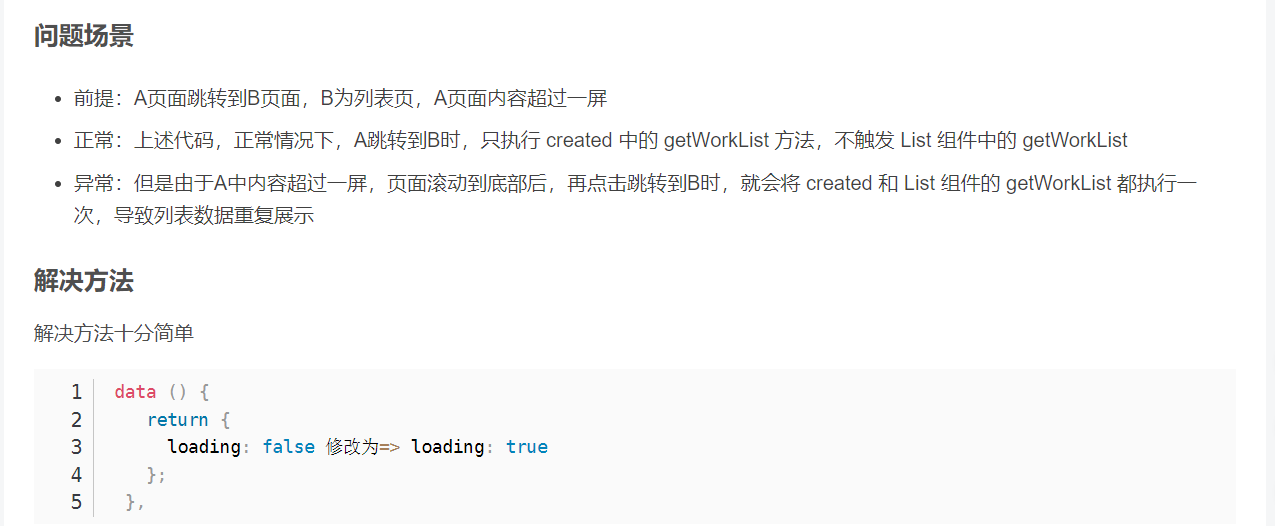 问题场景
• 前提：A页面跳转到B页面，B为列表页，A页面内容超过一屏
• 正常：上述代码，正常情况下，A跳转到B时，只执行 created 中的 getWorkList 方法，不触发 List 组件中的 getWorkList
• 异常：但是由于A中内容超过一屏，页面滚动到底部后，再点击跳转到B时，就会将 created 和 List 组件的 getWorkList 都执行一
次，导致列表数据重复展示
解决方法
解决方法十分简单
1 data () {
2    return {
3      loading: false 修改为=> loading: true
4    };
5  },